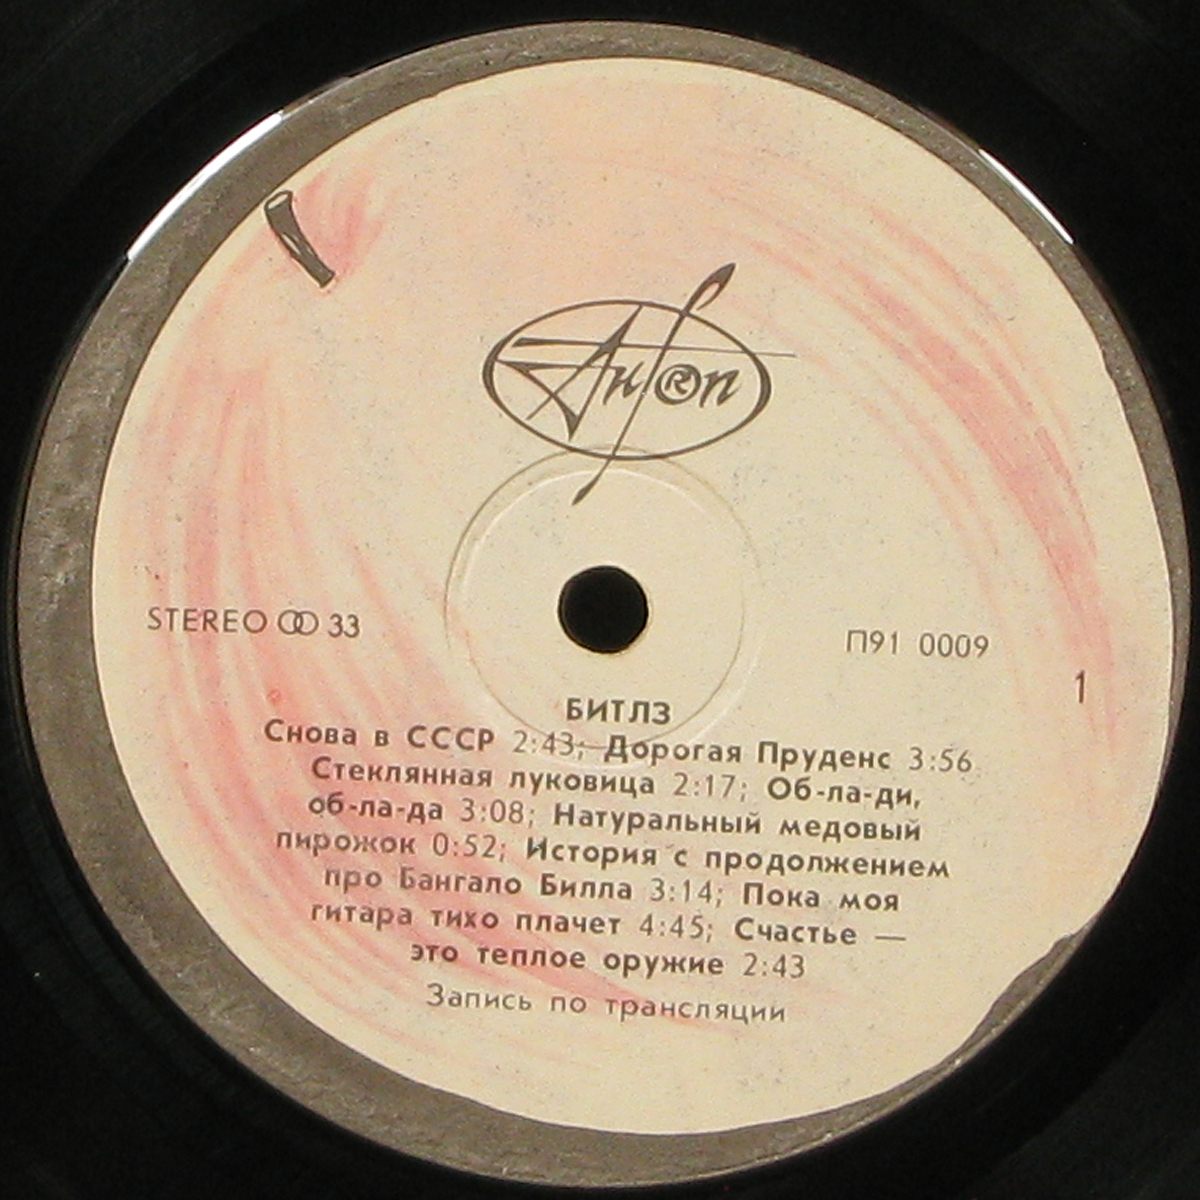 Антроп
STEREO 33
П91 0009
1
БИТЛЗ
Снова в СССР 2:43; Дорогая Пруденс 3:56
Стеклянная луковица 2:17; Об-ла-ди,
об-ла-да 3:08; Натуральный медовый
пирожок 0:52; История с продолжением
про Бангало Билла 3:14; Пока моя
гитара тихо плачет 4:45; Счастье —
это теплое оружие 2:43
Запись по трансляции